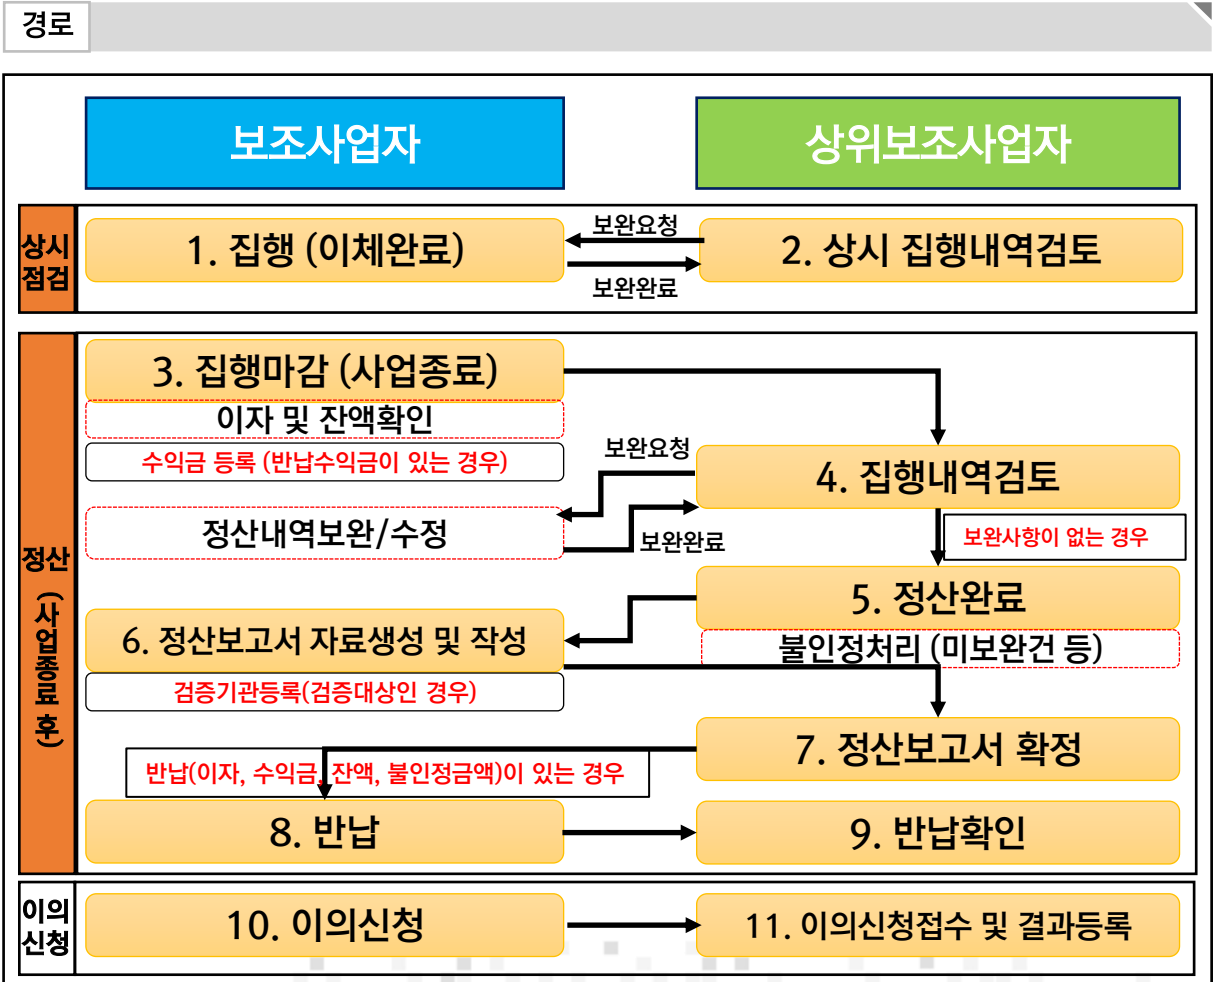 경로
보조사업자
상위보조사업자
상시
점검
1. 집행 (이체완료)
보완요청
보완완료
2. 상시 집행내역검토
정산
(사업종료 후)
3. 집행마감 (사업종료)
이자 및 잔액확인
수익금 등록 (반납수익금이 있는 경우)
보완요청
4. 집행내역검토
정산내역보완/수정
보완완료
보완사항이 없는 경우
5. 정산완료
불인정처리 (미보완건 등)
6. 정산보고서 자료생성 및 작성
검증기관등록(검증대상인 경우)
7. 정산보고서 확정
반납(이자, 수익금, 잔액, 불인정금액)이 있는 경우
8. 반납
9. 반납확인
이의
신청
10. 이의신청
11. 이의신청접수 및 결과등록